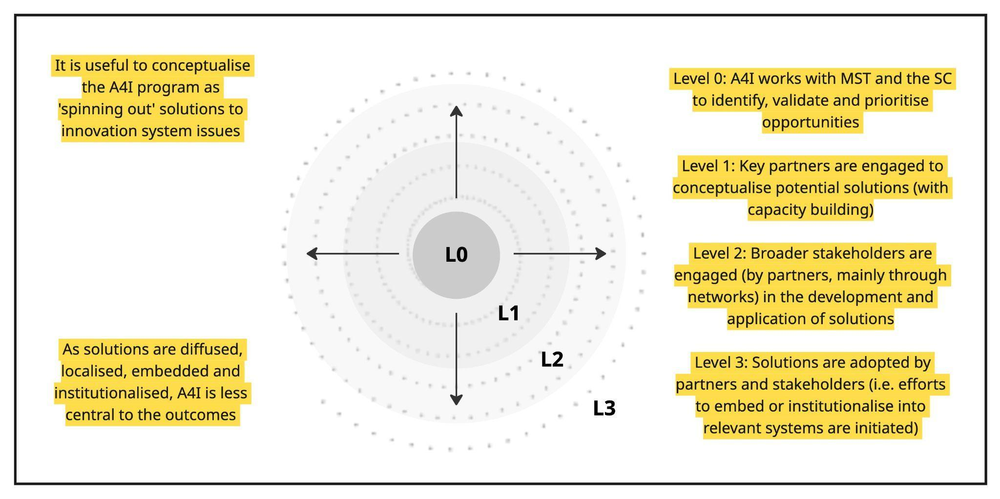 It is useful to conceptualise
the A4I program as
'spinning out' solutions to
innovation system issues
As solutions are diffused,
localised, embedded and
institutionalised, A4I is less
central to the outcomes
L0
L1
L2
L3
Level 0: A4I works with MST and the SC
to identify, validate and prioritise
opportunities
Level 1: Key partners are engaged to
conceptualise potential solutions (with
capacity building)
Level 2: Broader stakeholders are
engaged (by partners, mainly through
networks) in the development and
application of solutions
Level 3: Solutions are adopted by
partners and stakeholders (i.e. efforts
to embed or institutionalise into
relevant systems are initiated)